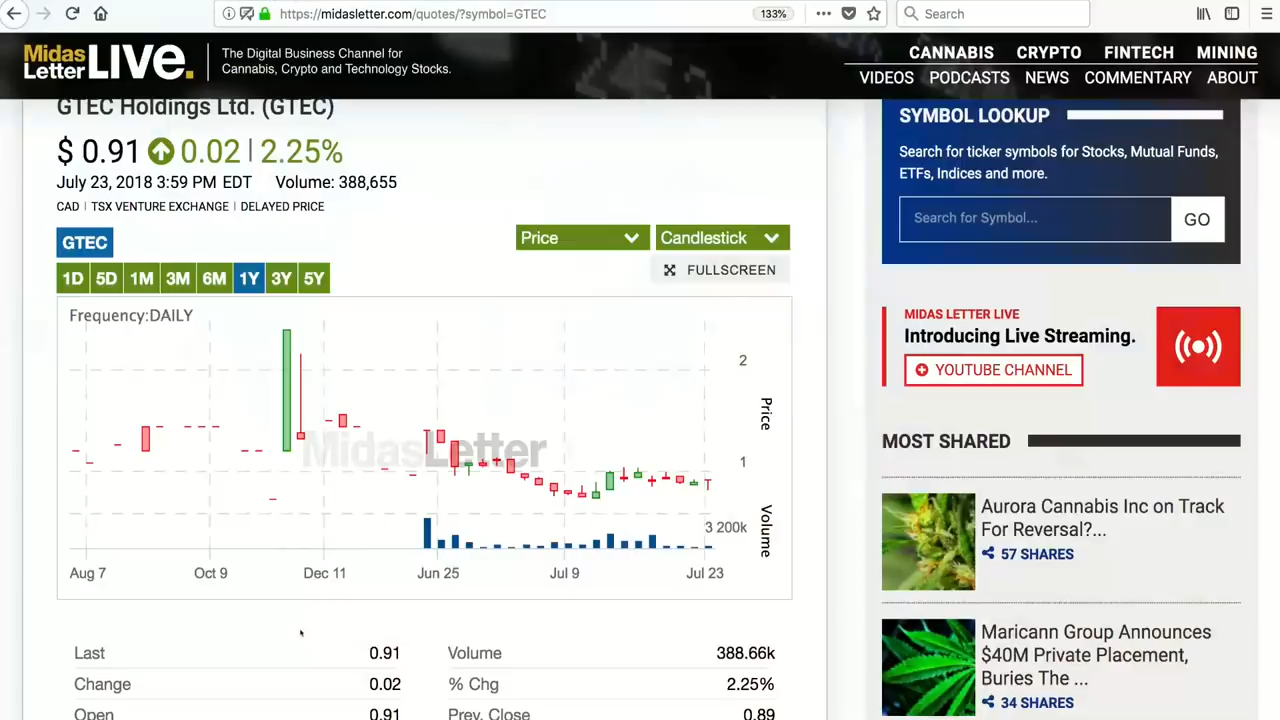 https://midasletter.com/quotes/?symbol=GTEC
133%
Search
Midas Letter LIVE.
The Digital Business Channel for
Cannabis, Crypto and Technology Stocks.
CANNABIS CRYPTO FINTECH MINING
VIDEOS PODCASTS NEWS COMMENTARY ABOUT
GTEC Holdings Ltd. (GTEC)
$ 0.91 0.02 | 2.25%
July 23, 2018 3:59 PM EDT Volume: 388,655
CAD | TSX VENTURE EXCHANGE | DELAYED PRICE
GTEC
Price
Candlestick
1D 5D 1M 3M 6M 1Y 3Y 5Y
FULLSCREEN
Frequency:DAILY
2
Price
1
MidasLetter
3 200k
Volume
Aug 7 Oct 9 Dec 11 Jun 25 Jul 9 Jul 23
Last 0.91 Volume 388.66k
Change 0.02 % Chg 2.25%
Open 0.91 Prev. Close 0.89
SYMBOL LOOKUP
Search for ticker symbols for Stocks, Mutual Funds,
ETFs, Indices and more.
Search for Symbol...
GO
MIDAS LETTER LIVE
Introducing Live Streaming.
YOUTUBE CHANNEL
MOST SHARED
Aurora Cannabis Inc on Track
For Reversal?...
57 SHARES
Maricann Group Announces
$40M Private Placement,
Buries The ...
34 SHARES